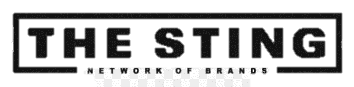 THE STING
NETWORK OF BRANDS